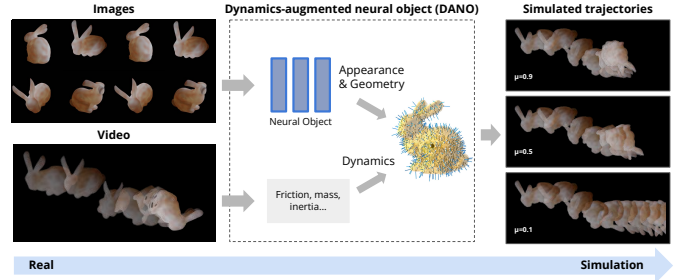 Images
Dynamics-augmented neural object (DANO)
Simulated trajectories
Appearance
& Geometry
Neural Object
μ=0.9
Video
Dynamics
μ=0.5
Friction, mass,
inertia...
μ=0.1
Real
Simulation